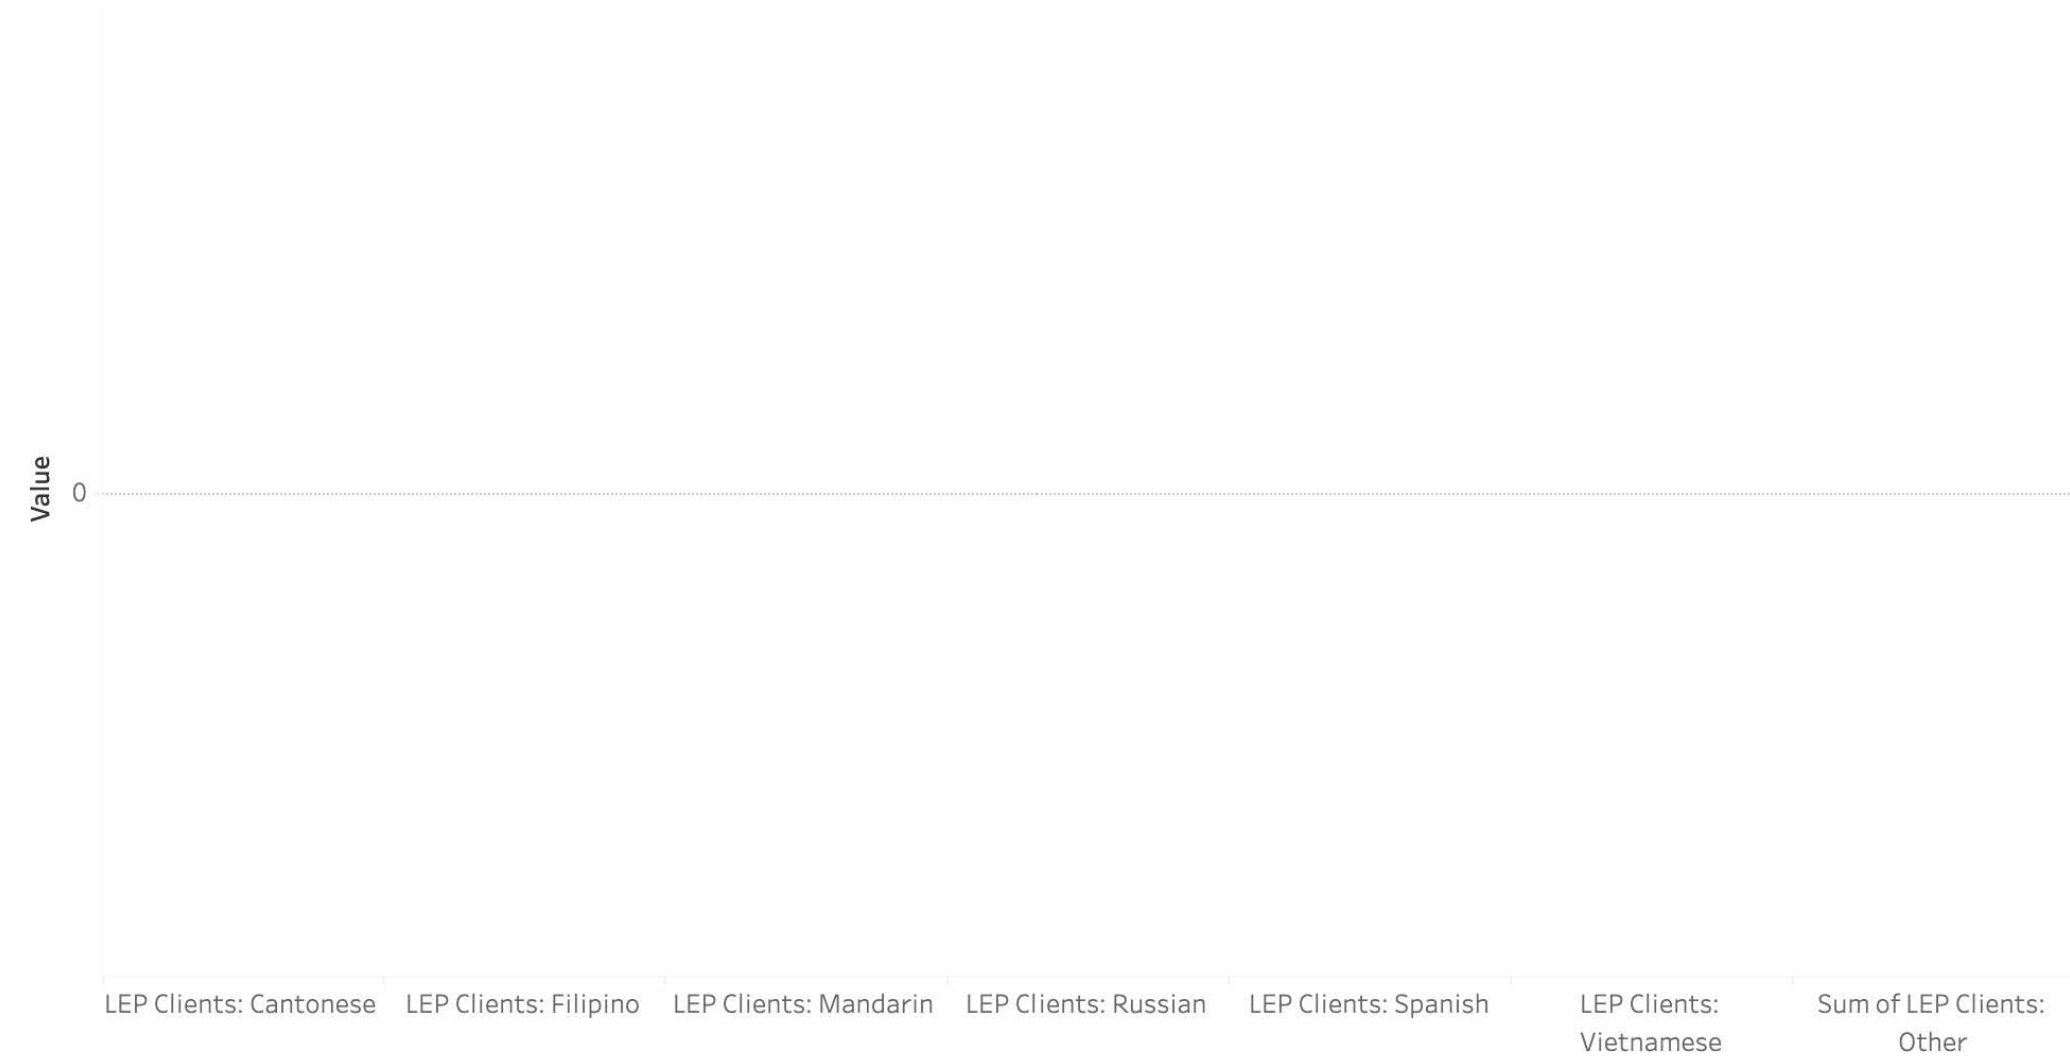 Value
0
LEP Clients: Cantonese
LEP Clients: Filipino
LEP Clients: Mandarin
LEP Clients: Russian
LEP Clients: Spanish
LEP Clients:
Vietnamese
Sum of LEP Clients:
Other